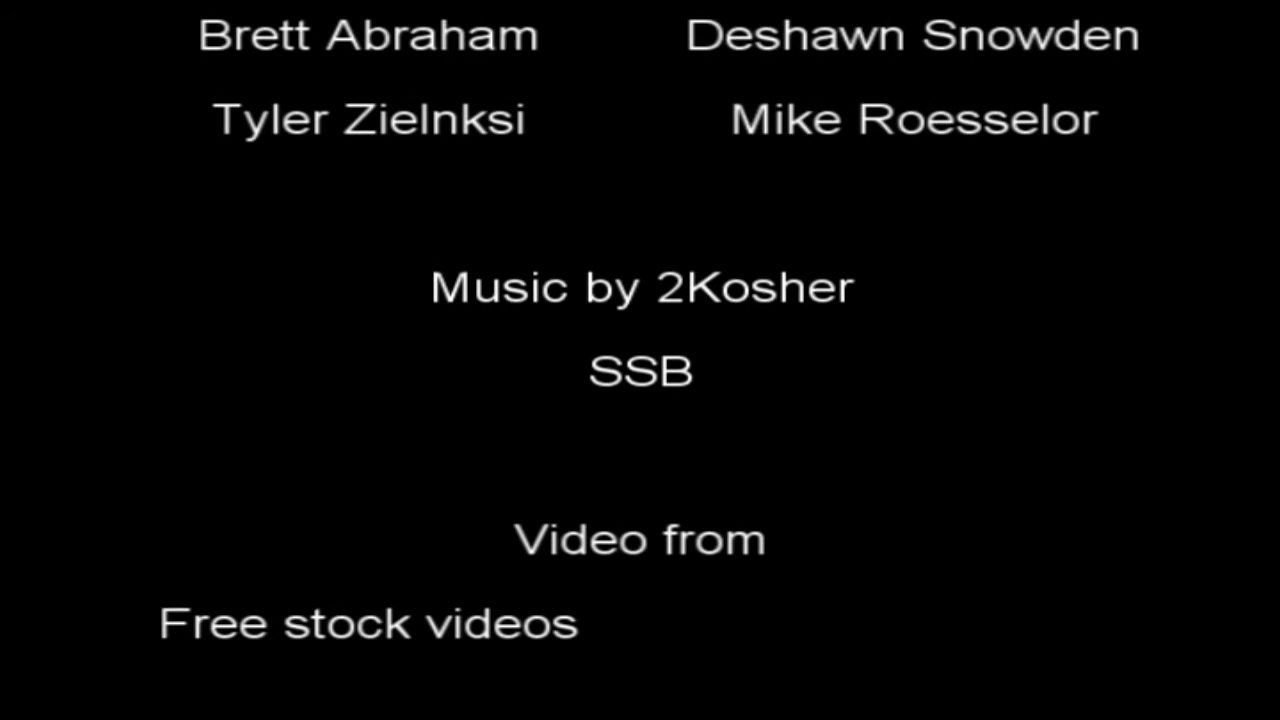 Brett Abraham Deshawn Snowden
Tyler Zielnksi Mike Roesselor
Music by 2Kosher
SSB
Video from
Free stock videos